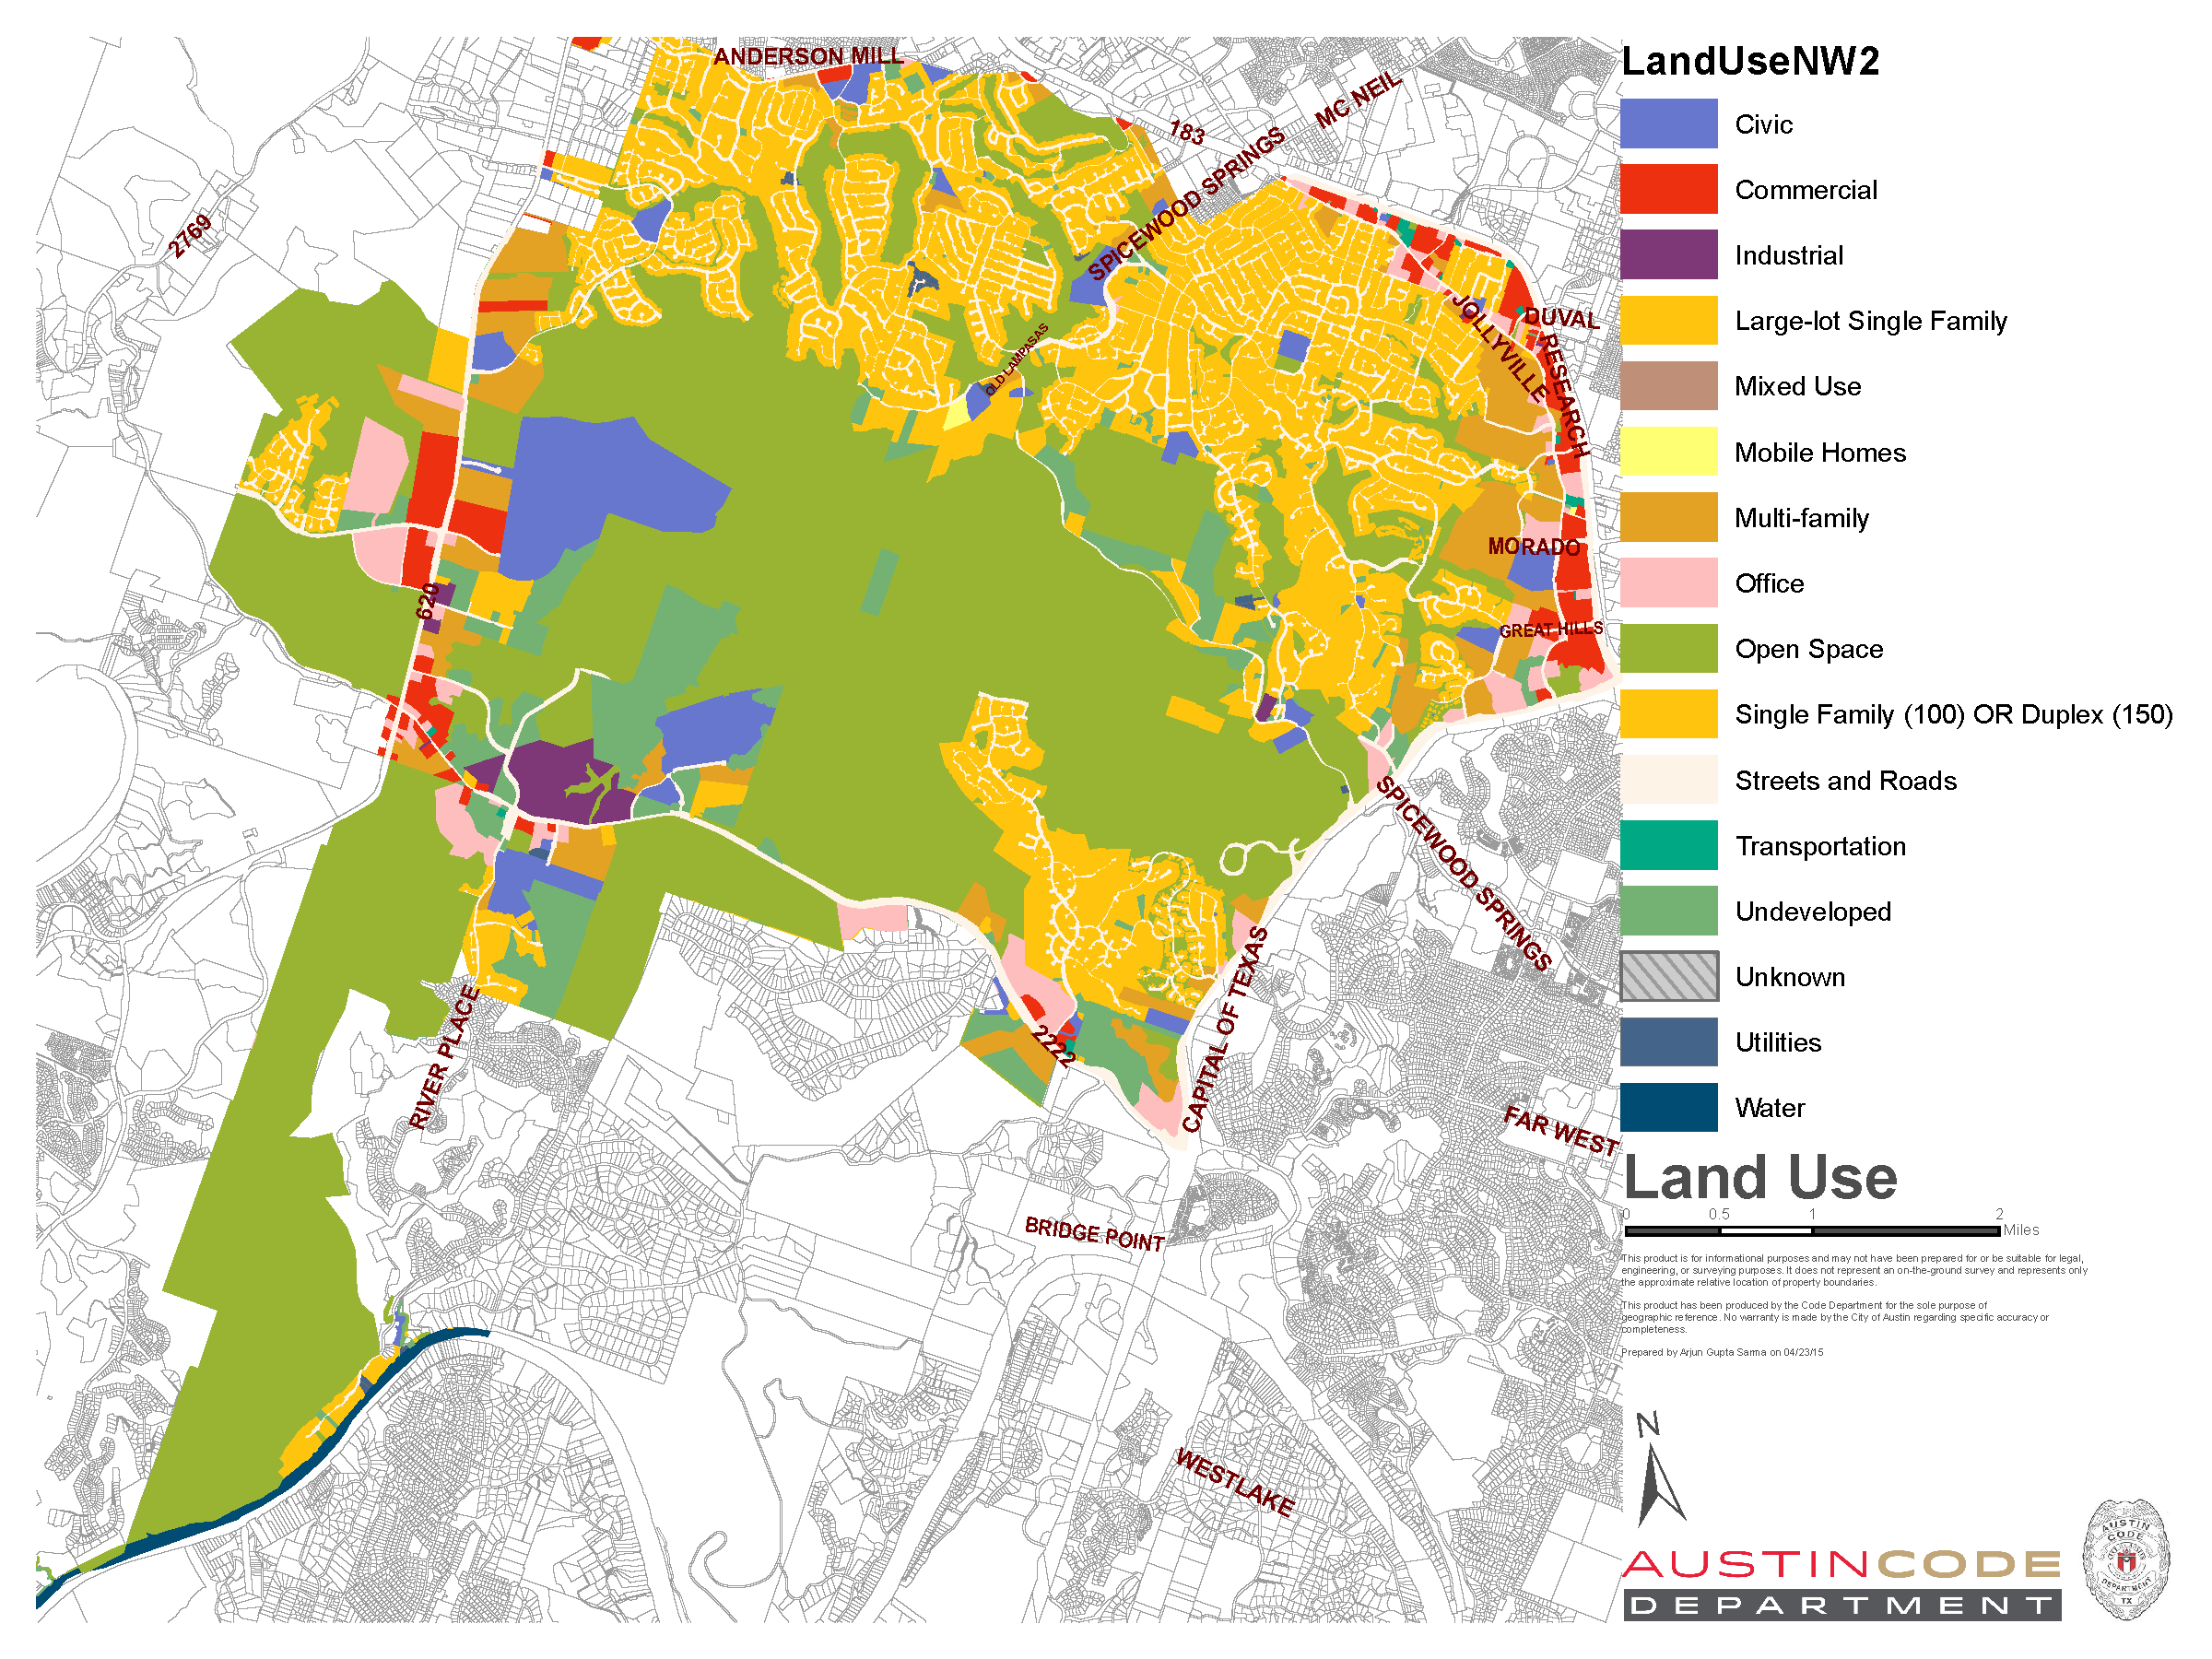 ANDERSON MILL
MC NEIL
183
SPICEWOOD SPRINGS
2769
JOLLYVILLE
DUVAL
RESEARCH
OLD LAMPASAS
MORADO
620
GREAT HILLS
SPICEWOOD SPRINGS
CAPITAL OF TEXAS
RIVER PLACE
2222
FAR WEST
BRIDGE POINT
WESTLAKE
LandUseNW2
Civic
Commercial
Industrial
Large-lot Single Family
Mixed Use
Mobile Homes
Multi-family
Office
Open Space
Single Family (100) OR Duplex (150)
Streets and Roads
Transportation
Undeveloped
Unknown
Utilities
Water
Land Use
0 0.5 1 2
Miles
This product is for informational purposes and may not have been prepared for or be suitable for legal,
engineering, or surveying purposes. It does not represent an on-the-ground survey and represents only
the approximate relative location of property boundaries.
This product has been produced by the Code Department for the sole purpose of
geographic reference. No warranty is made by the City of Austin regarding specific accuracy or
completeness.
Prepared by Arjun Gupta Sarma on 04/23/15
N
AUSTINCODE
DEPARTMENT
AUSTIN
CODE
DEPARTMENT
TX